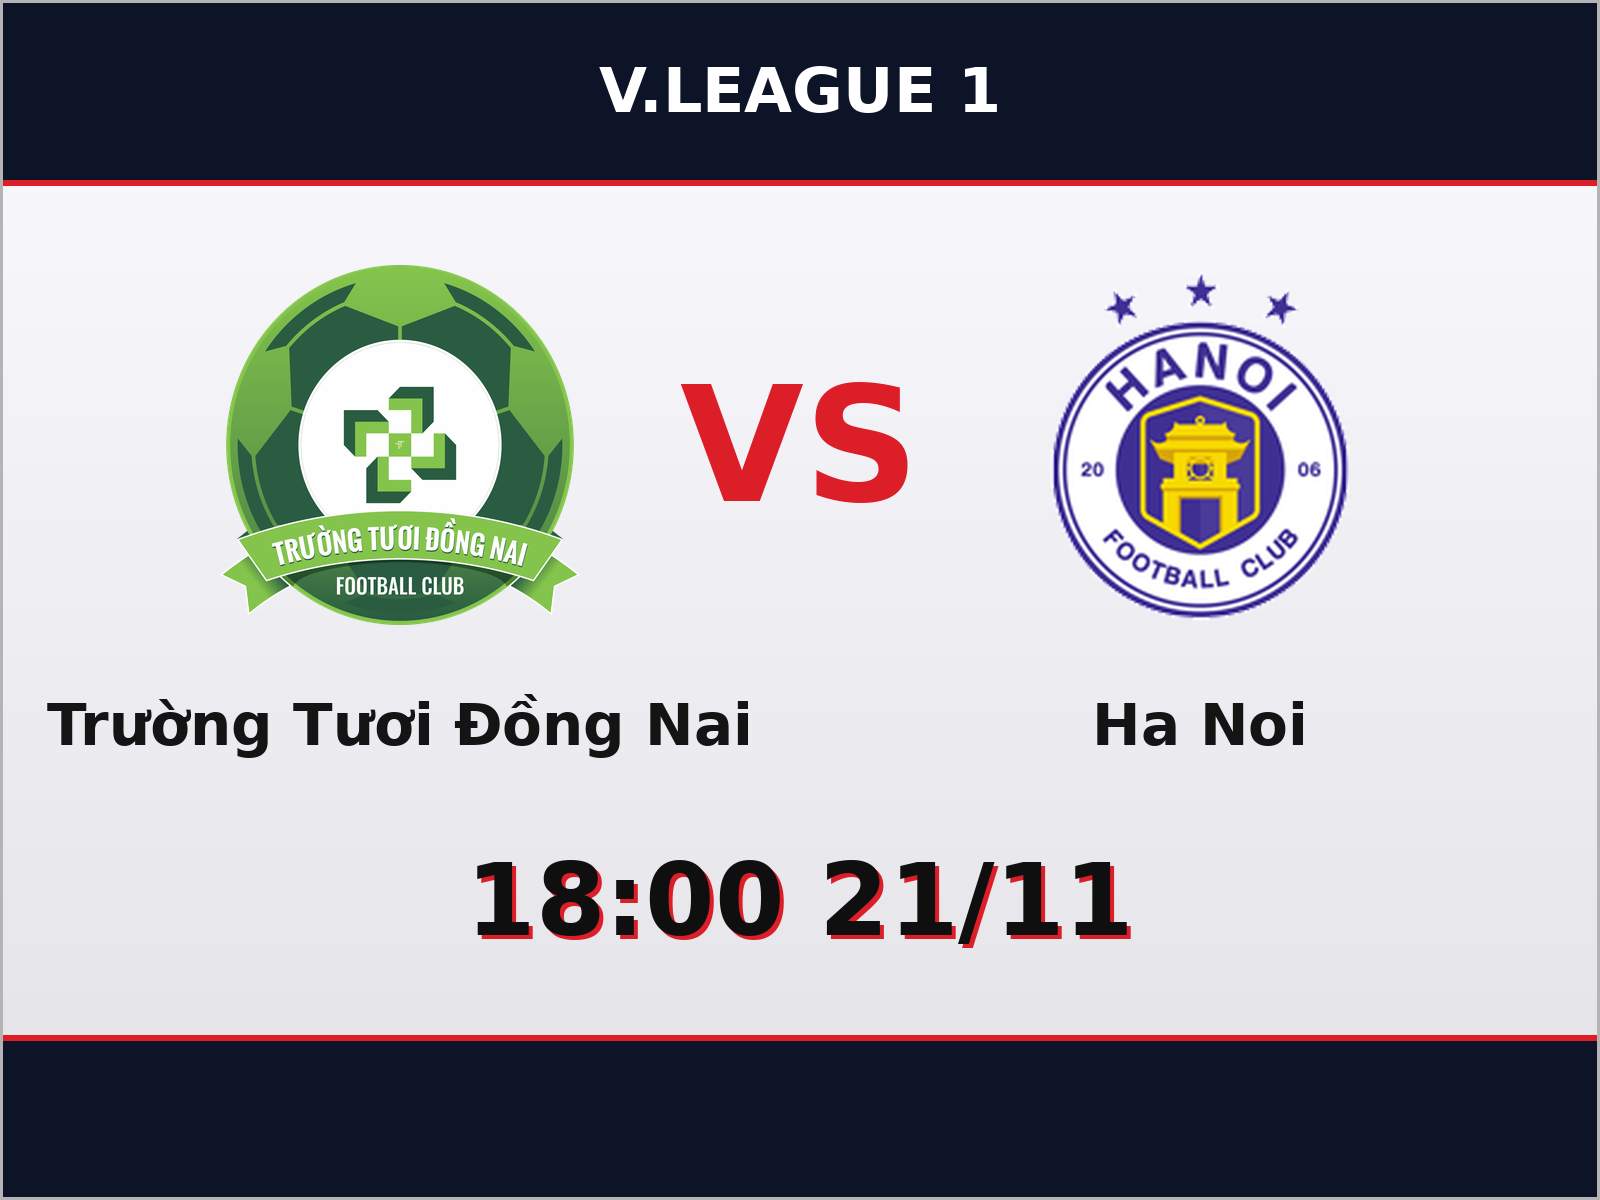 V.LEAGUE 1
TRƯỜNG TƯƠI ĐỒNG NAI
FOOTBALL CLUB
VS
HANOI
20 06
FOOTBALL CLUB
Trường Tươi Đồng Nai
Ha Noi
18:00 21/11